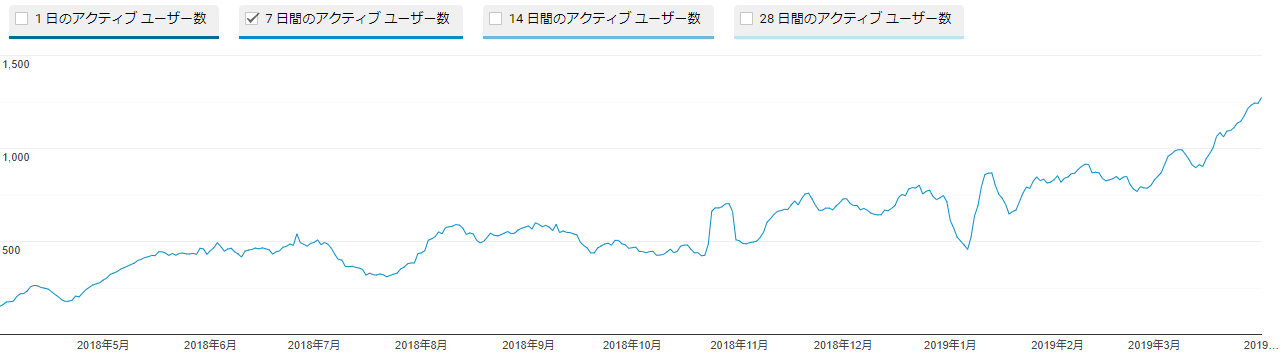 1 日のアクティブ ユーザー数 7 日間のアクティブ ユーザー数 14 日間のアクティブ ユーザー数 28 日間のアクティブ ユーザー数
1,500
1,000
500
2018年5月 2018年6月 2018年7月 2018年8月 2018年9月 2018年10月 2018年11月 2018年12月 2019年1月 2019年2月 2019年3月 2019…